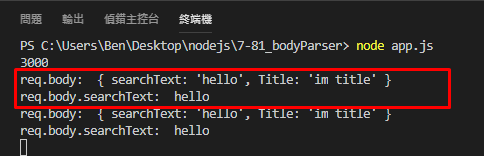 問題 輸出 偵錯主控台 終端機
PS C:\Users\Ben\Desktop\nodejs\7-81_bodyParser> node app.js
3000
req.body:  { searchText: 'hello', Title: 'im title' }
req.body.searchText:  hello
req.body:  { searchText: 'hello', Title: 'im title' }
req.body.searchText:  hello